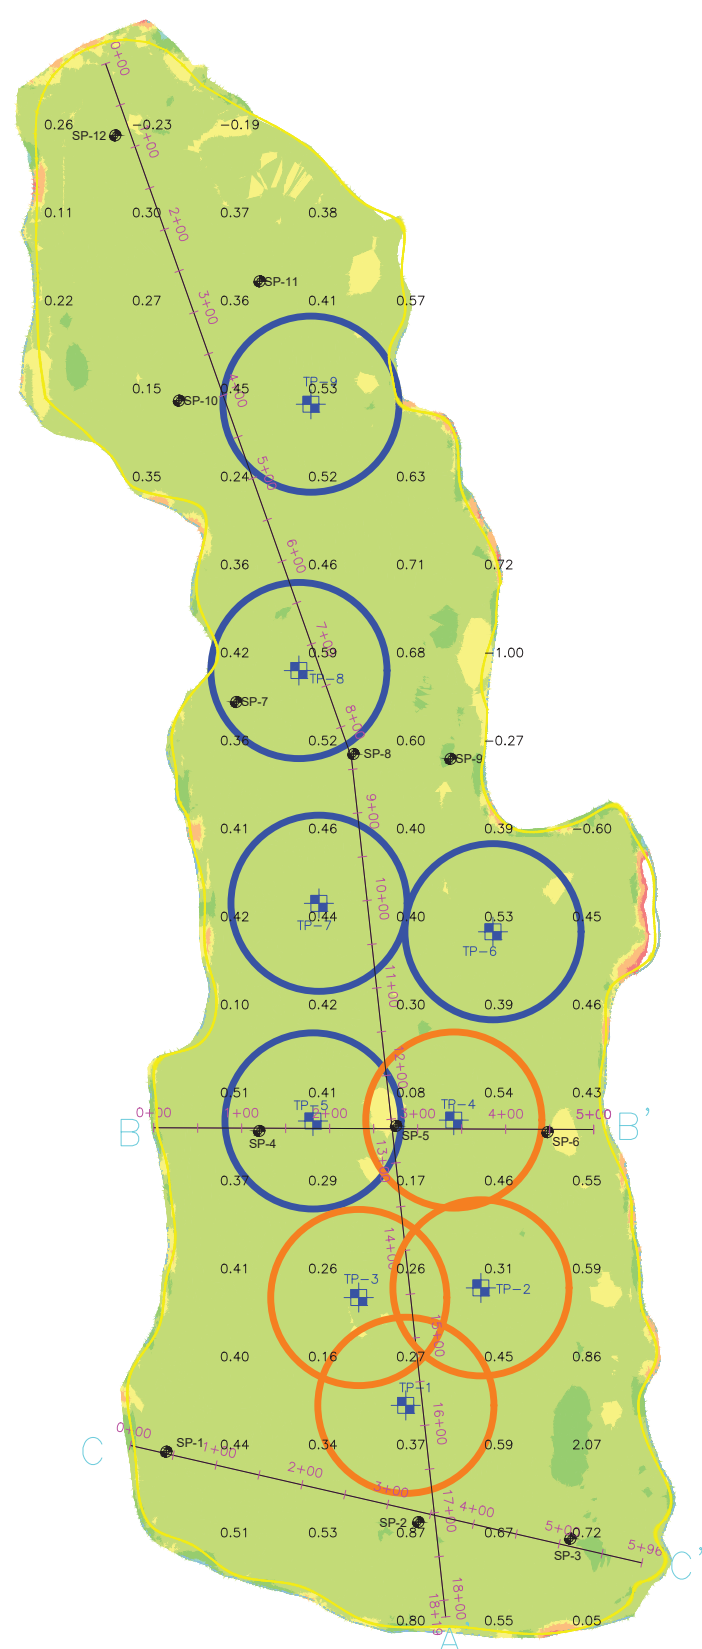 0+00
0.26 -0.23 -0.19
SP-12
1+00
0.11 0.30 0.37 0.38
2+00
SP-11
0.22 0.27 0.36 0.41 0.57
3+00
TP-9
0.15 0.45 0.53
4+00
SP-10
0.35 0.24 0.52 0.63
5+00
0.36 0.46 0.71 0.72
6+00
7+00
0.42 0.59 0.68 -1.00
TP-8
SP-7
8+00
0.36 0.52 0.60 -0.27
SP-8 SP-9
9+00
0.41 0.46 0.40 0.39 -0.60
10+00
0.42 0.44 0.40 0.53 0.45
TP-7
TP-6
11+00
0.10 0.42 0.30 0.39 0.46
12+00
0.51 0.41 0.08 0.54 0.43
TP-5 TP-4
0+00 1+00 2+00 3+00 4+00 5+00
B B'
SP-4 SP-5 SP-6
13+00
0.37 0.29 0.17 0.46 0.55
14+00
0.41 0.26 0.26 0.31 0.59
TP-3 TP-2
15+00
0.40 0.16 0.27 0.45 0.86
TP-1
16+00
0+00
C SP-1 1+00
0.44 0.34 0.37 0.59 2.07
2+00
3+00
17+00
4+00
SP-2
5+00
0.51 0.53 0.87 0.67 0.72
5+96
SP-3
C'
18+00
18+19
0.80 0.55 0.05
A'